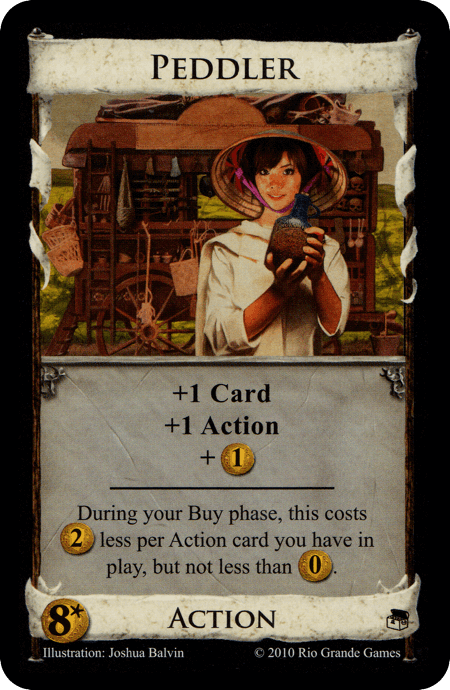 PEDDLER
+1 Card
+1 Action
+ 1
During your Buy phase, this costs
2 less per Action card you have in
play, but not less than 0.
8* ACTION
Illustration: Joshua Balvin © 2010 Rio Grande Games